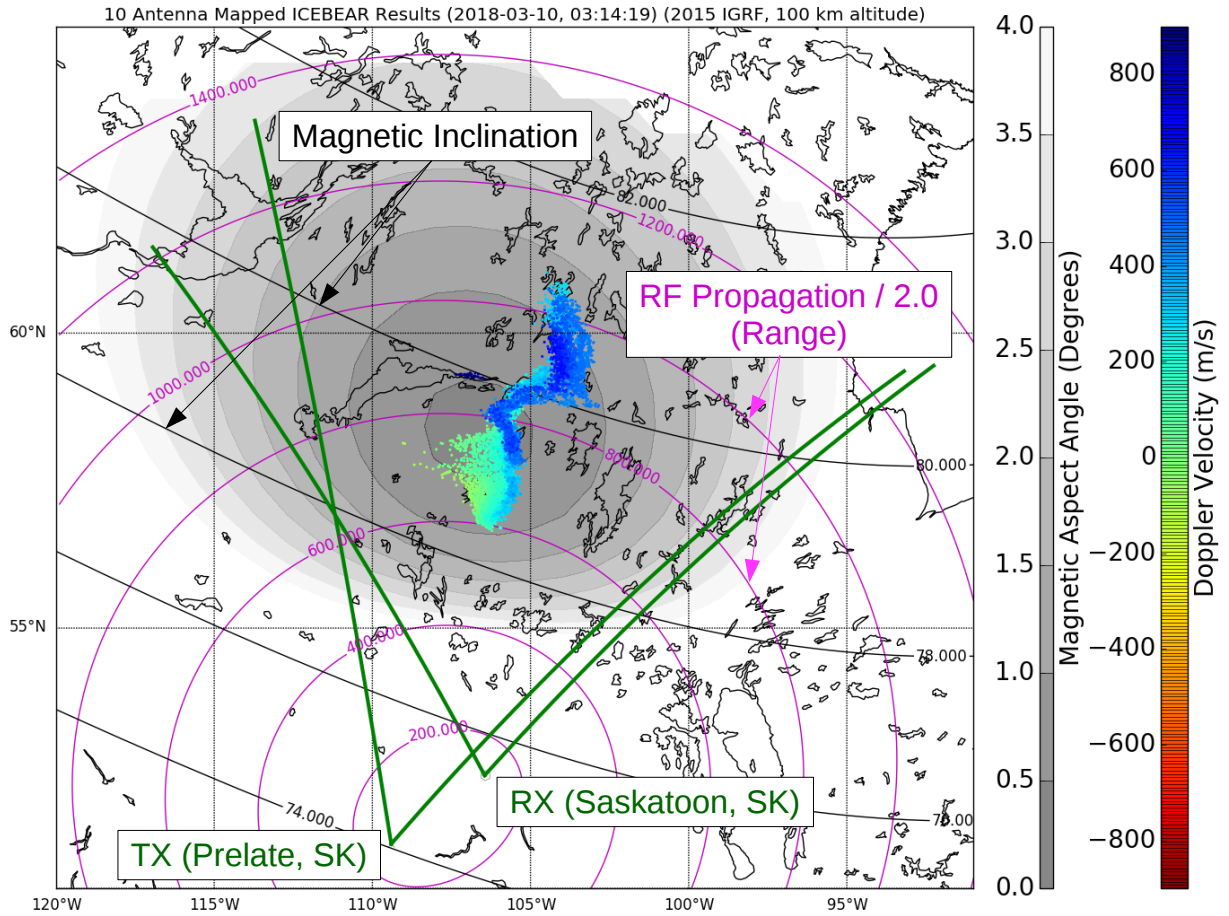 10 Antenna Mapped ICEBEAR Results (2018-03-10, 03:14:19) (2015 IGRF, 100 km altitude)
1400.000
Magnetic Inclination
82.000
1200.000
RF Propagation / 2.0
(Range)
60°N
1000.000
800.000
80.000
600.000
55°N
400.000
78.000
200.000
RX (Saskatoon, SK)
74.000
TX (Prelate, SK)
120°W
115°W
110°W
105°W
100°W
95°W
4.0
3.5
3.0
2.5
2.0
1.5
1.0
0.5
0.0
Magnetic Aspect Angle (Degrees)
800
600
400
200
0
−200
−400
−600
−800
Doppler Velocity (m/s)